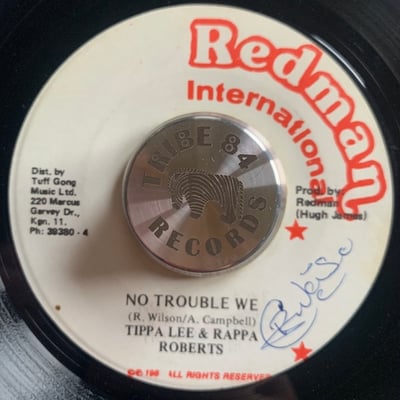 Redman
International
Dist. by
Tuff Gong
Music Ltd.
220 Marcus
Garvey Dr.,
Kgn. 11.
Ph: 39380 - 4
TRIBE 84
RECORDS
Prod. by:
Redman
(Hugh James)
NO TROUBLE WE
(R. Wilson/A. Campbell)
TIPPA LEE & RAPPA
ROBERTS
ALL RIGHTS RESERVED